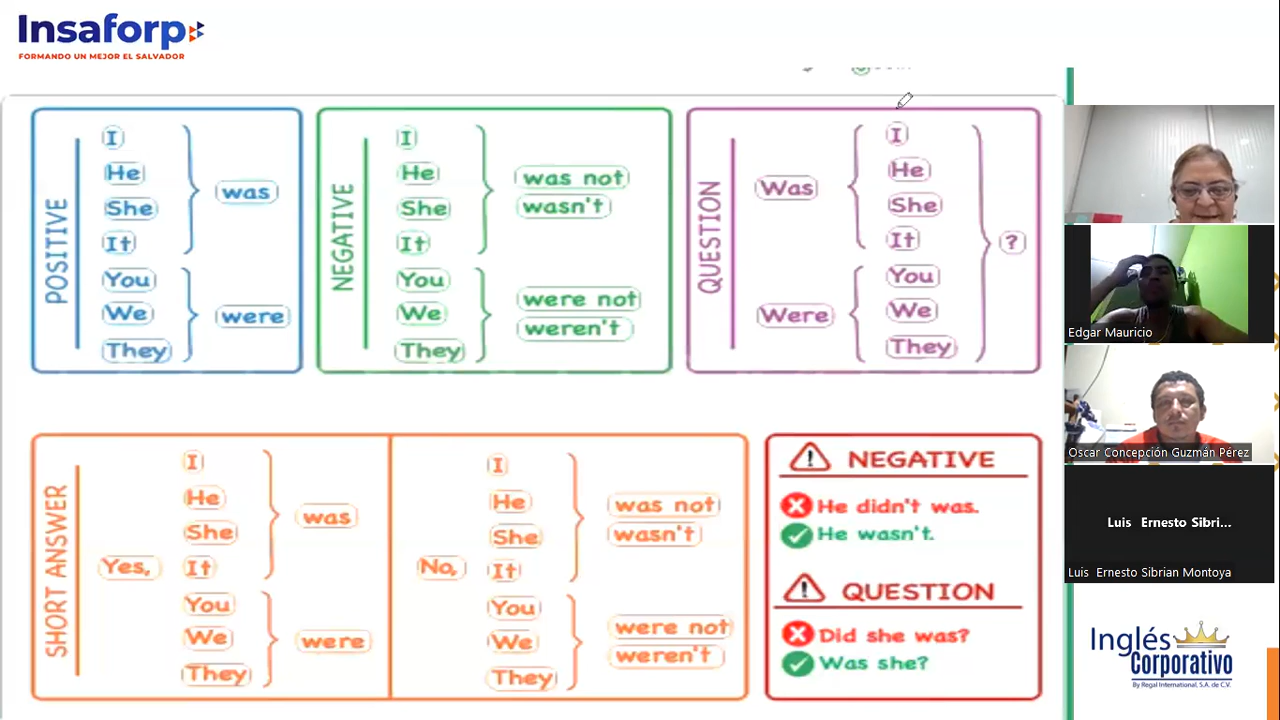 Insaforp
FORMANDO UN MEJOR EL SALVADOR
POSITIVE
I
He
She
It
was
You
We
They
were
NEGATIVE
I
He
She
It
was not
wasn't
You
We
They
were not
weren't
QUESTION
Was
I
He
She
It
Were
You
We
They
?
SHORT ANSWER
Yes,
I
He
She
It
was
You
We
They
were
No,
I
He
She
It
was not
wasn't
You
We
They
were not
weren't
NEGATIVE
He didn't was.
He wasn't.
QUESTION
Did she was?
Was she?
Edgar Mauricio
Oscar Concepción Guzmán Pérez
Luis Ernesto Sibri...
Luis Ernesto Sibrian Montoya
Inglés
Corporativo
By Regal International, S.A. de C.V.